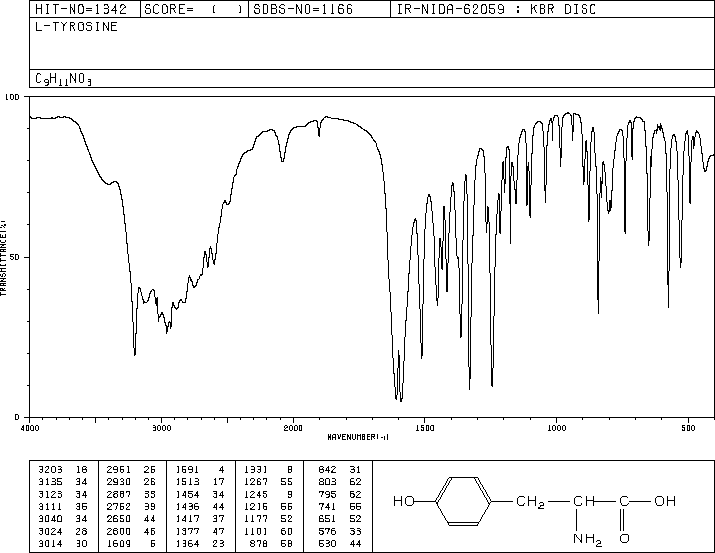 HIT-NO=1342 SCORE= ( ) SDBS-NO=1166 IR-NIDA-62059 : KBR DISC
L-TYROSINE
C9H11NO3
100
TRANSMITTANCE(%)
50
0
4000 3000 2000 1500 1000 500
WAVENUMBER(-1)
3203 18 2961 26 1591 4 1331 8 842 31
3135 34 2930 26 1513 17 1267 55 803 62
3123 34 2887 33 1454 34 1245 9 795 62
3111 35 2752 39 1436 44 1216 55 741 55
3040 34 2650 44 1417 37 1177 52 651 52
3024 28 2600 46 1377 47 1101 60 576 33
3014 30 1609 5 1364 23 878 58 530 44
HO CH2 CH C OH
NH2 O